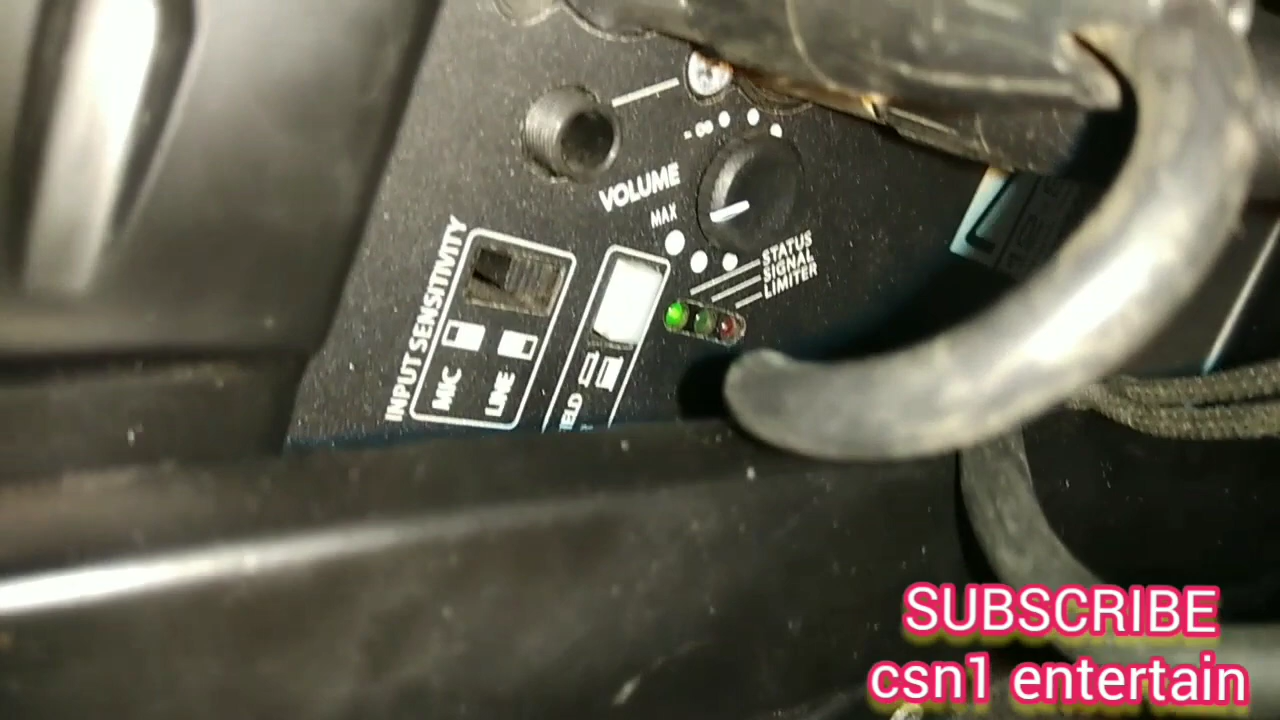 - ∞
VOLUME
MAX
STATUS
SIGNAL
LIMITER
INPUT SENSITIVITY
MIC
LINE
SUBSCRIBE
csn1 entertain